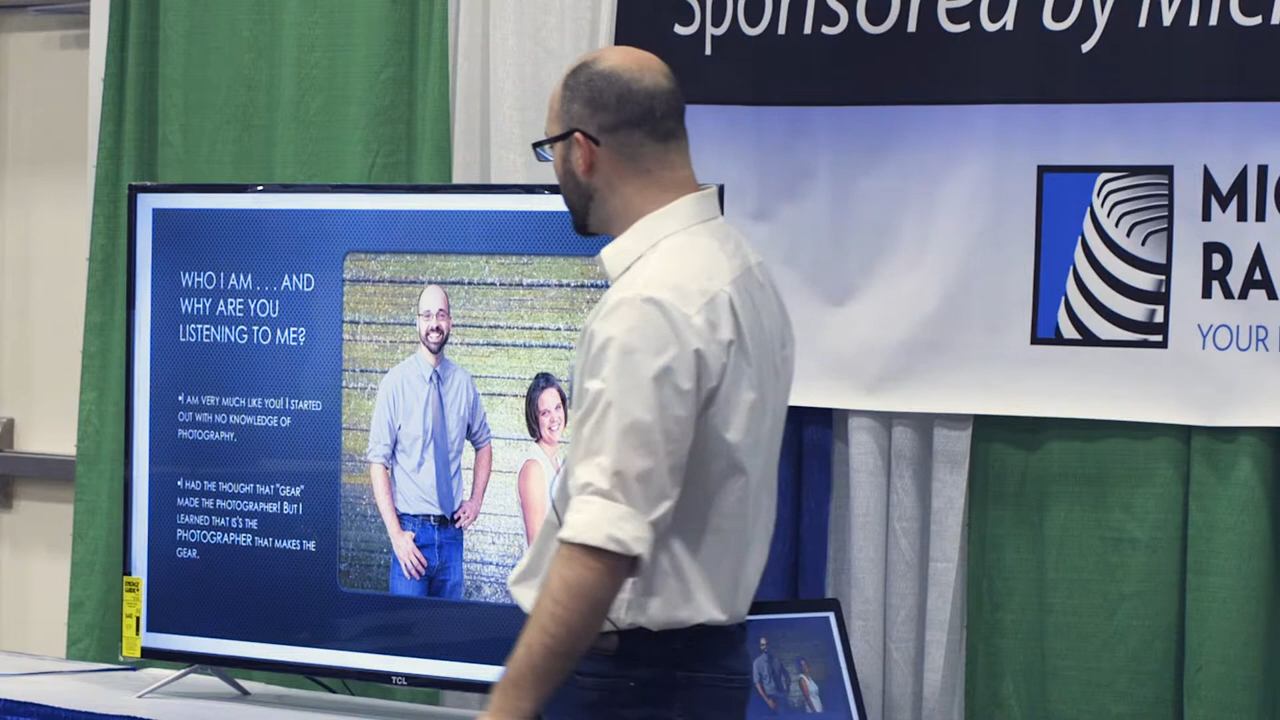 Sponsored by Mic
MIC
RA
YOUR
WHO I AM . . . AND
WHY ARE YOU
LISTENING TO ME?
•I AM VERY MUCH LIKE YOU! I STARTED
OUT WITH NO KNOWLEDGE OF
PHOTOGRAPHY.
•I HAD THE THOUGHT THAT "GEAR"
MADE THE PHOTOGRAPHER! BUT I
LEARNED THAT IS'S THE
PHOTOGRAPHER THAT MAKES THE
GEAR.
TCL